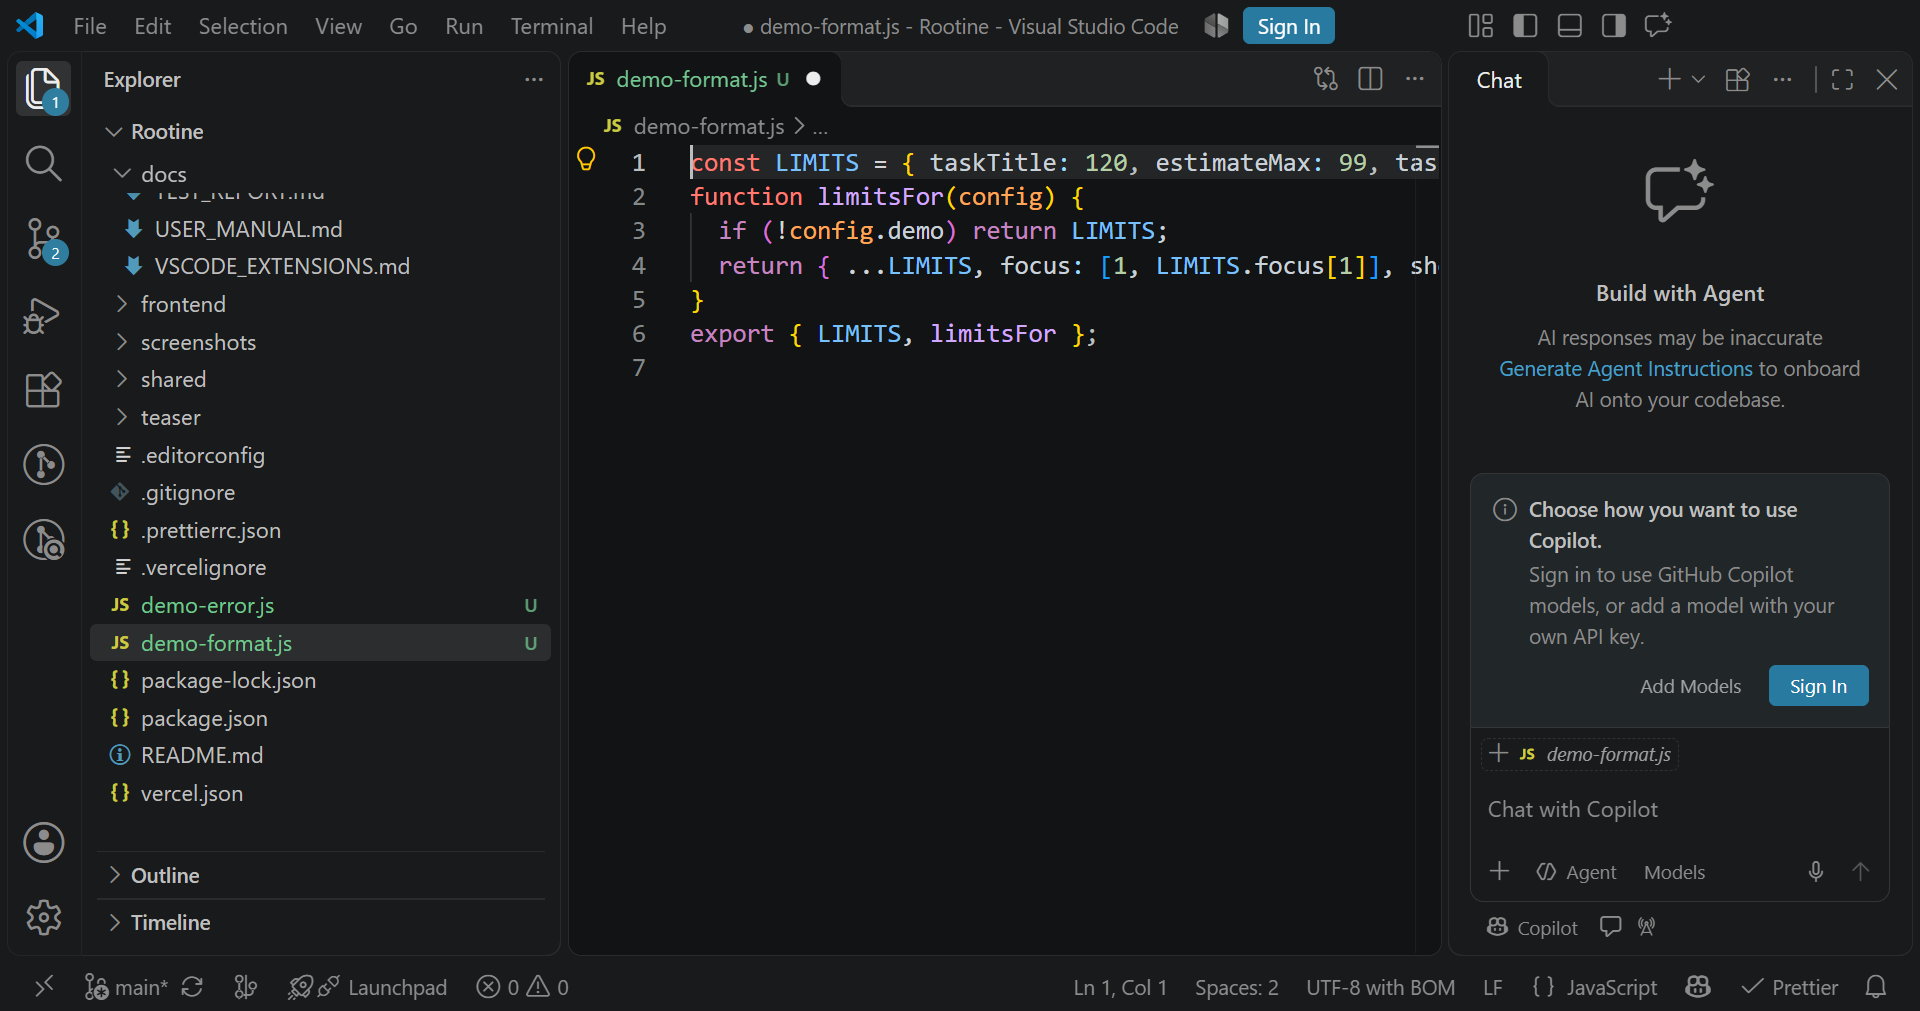 File Edit Selection View Go Run Terminal Help
● demo-format.js - Rootine - Visual Studio Code
Sign In
1
2
Explorer
Rootine
docs
TEST_REPORT.md
USER_MANUAL.md
VSCODE_EXTENSIONS.md
frontend
screenshots
shared
teaser
.editorconfig
.gitignore
{} .prettierrc.json
.vercelignore
JS demo-error.js U
JS demo-format.js U
{} package-lock.json
{} package.json
README.md
{} vercel.json
Outline
Timeline
JS demo-format.js U
JS demo-format.js > ...
1 const LIMITS = { taskTitle: 120, estimateMax: 99, tas
2 function limitsFor(config) {
3 if (!config.demo) return LIMITS;
4 return { ...LIMITS, focus: [1, LIMITS.focus[1]], sh
5 }
6 export { LIMITS, limitsFor };
7
Chat
Build with Agent
AI responses may be inaccurate
Generate Agent Instructions to onboard
AI onto your codebase.
Choose how you want to use
Copilot.
Sign in to use GitHub Copilot
models, or add a model with your
own API key.
Add Models Sign In
JS demo-format.js
Chat with Copilot
Agent Models
Copilot
main* Launchpad 0 0 Ln 1, Col 1 Spaces: 2 UTF-8 with BOM LF {} JavaScript Prettier